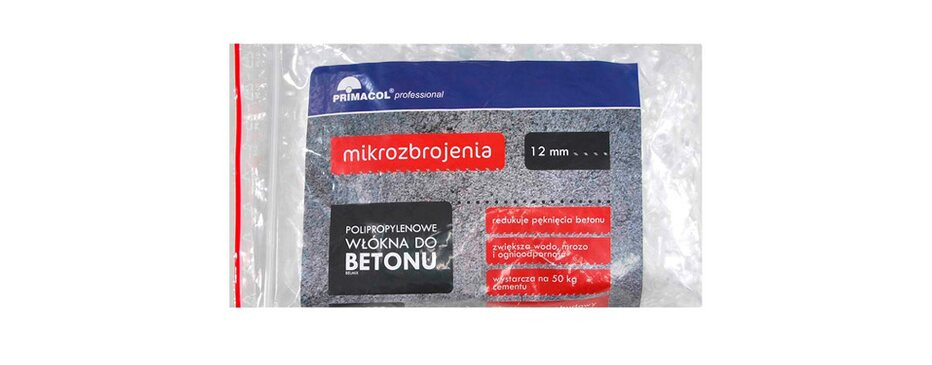 PRIMACOL® professional
mikrozbrojenia
12 mm
POLIPROPYLENOWE
WŁÓKNA DO
BETONU
redukuje pęknięcia betonu
zwiększa wodo, mrozo
i ognioodporność
wystarcza na 50 kg
cementu